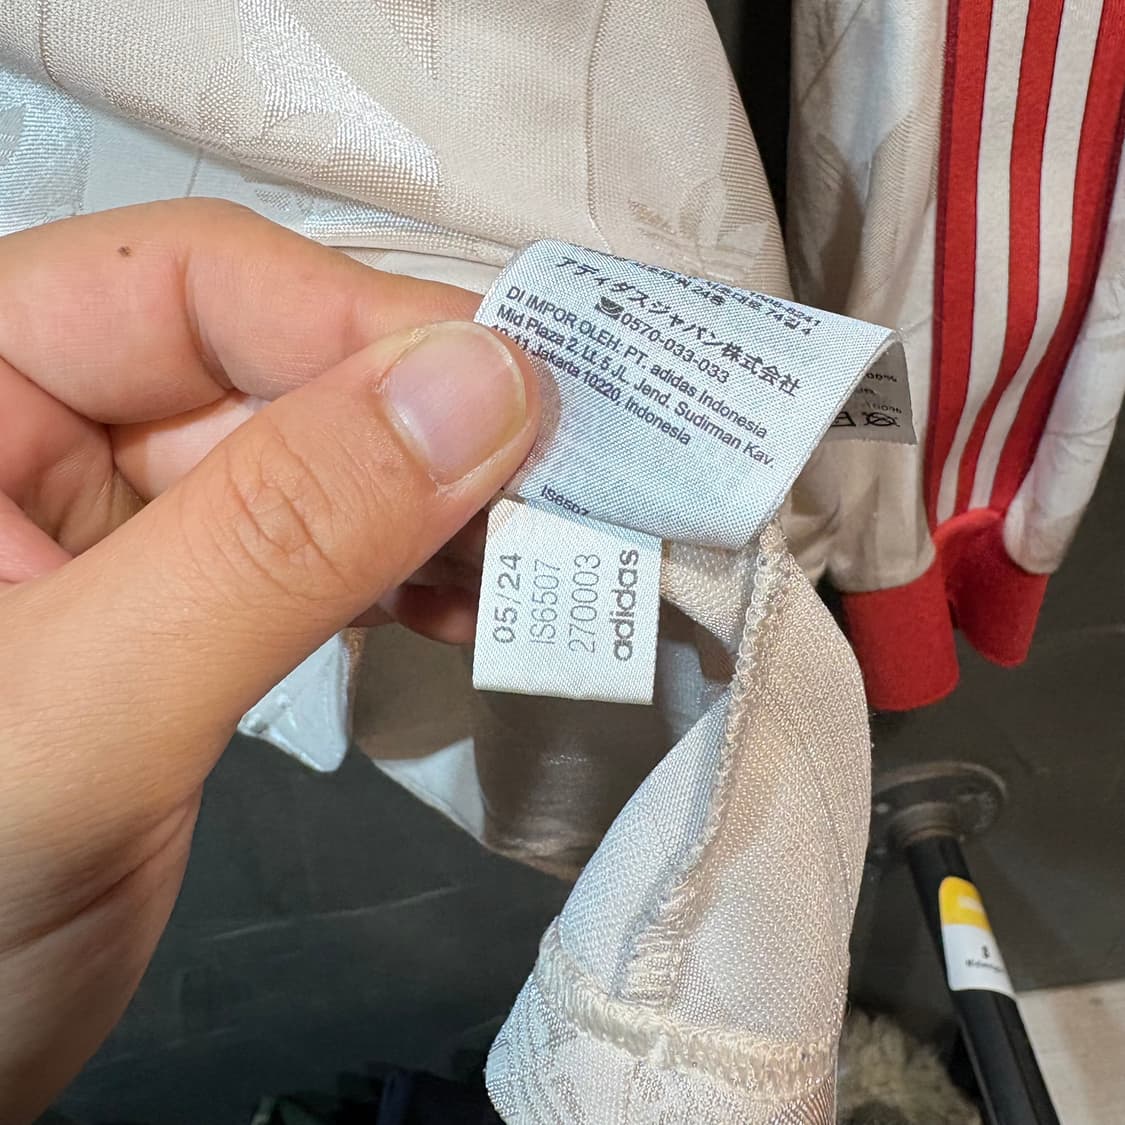 アディダスジャパン株式会社
0570-033-033
DI IMPOR OLEH. PT. adidas Indonesia
Mid Plaza 2, Lt. 5 JL. Jend. Sudirman Kav.
Jakarta 10220, Indonesia
IS6507
05/24
IS6507
270003
adidas